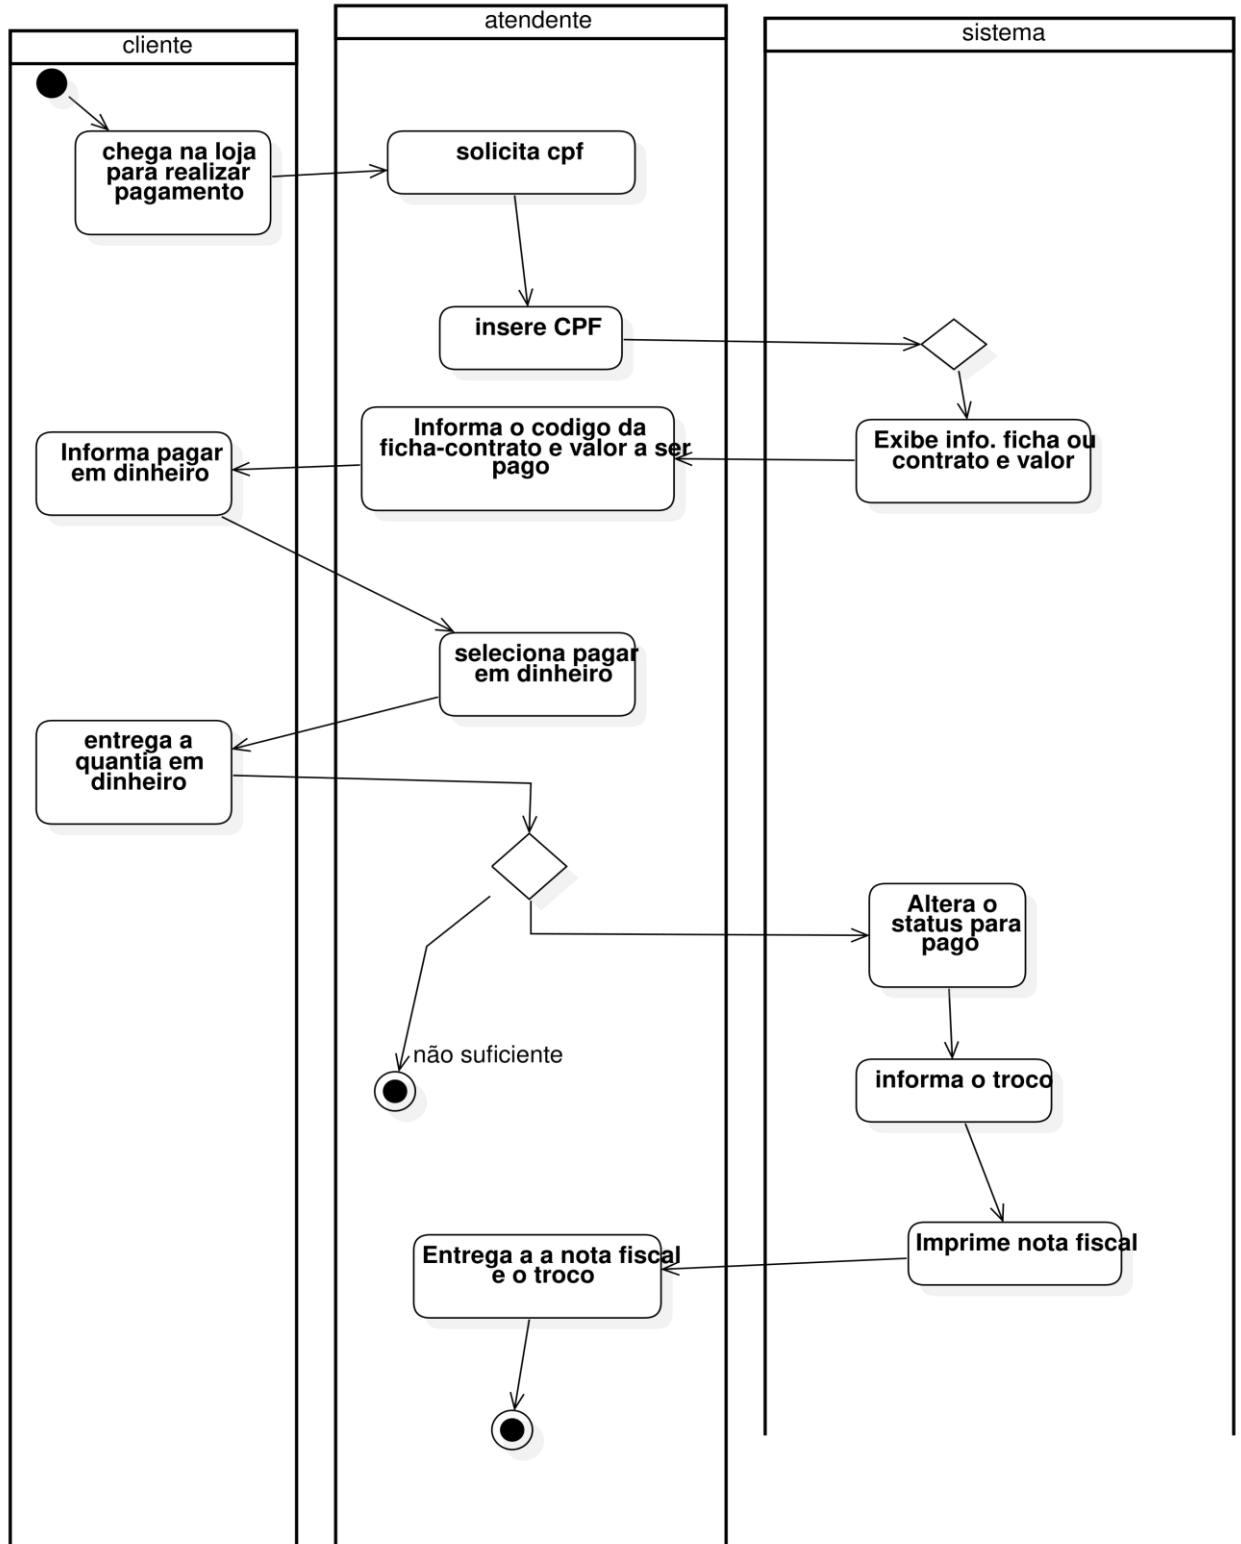 cliente
atendente
sistema
chega na loja
para realizar
pagamento
solicita cpf
insere CPF
Exibe info. ficha ou
contrato e valor
Informa o codigo da
ficha-contrato e valor a ser
pago
Informa pagar
em dinheiro
seleciona pagar
em dinheiro
entrega a
quantia em
dinheiro
não suficiente
Altera o
status para
pago
informa o troco
Imprime nota fiscal
Entrega a a nota fiscal
e o troco